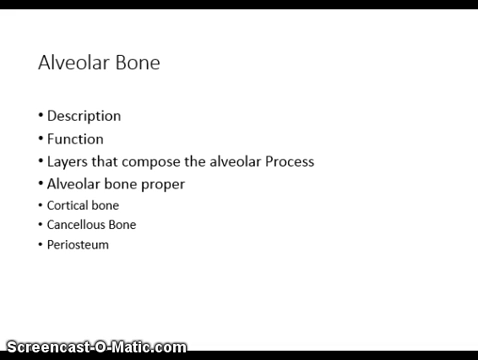 Alveolar Bone
• Description
• Function
• Layers that compose the alveolar Process
• Alveolar bone proper
• Cortical bone
• Cancellous Bone
• Periosteum
Screencast-O-Matic.com